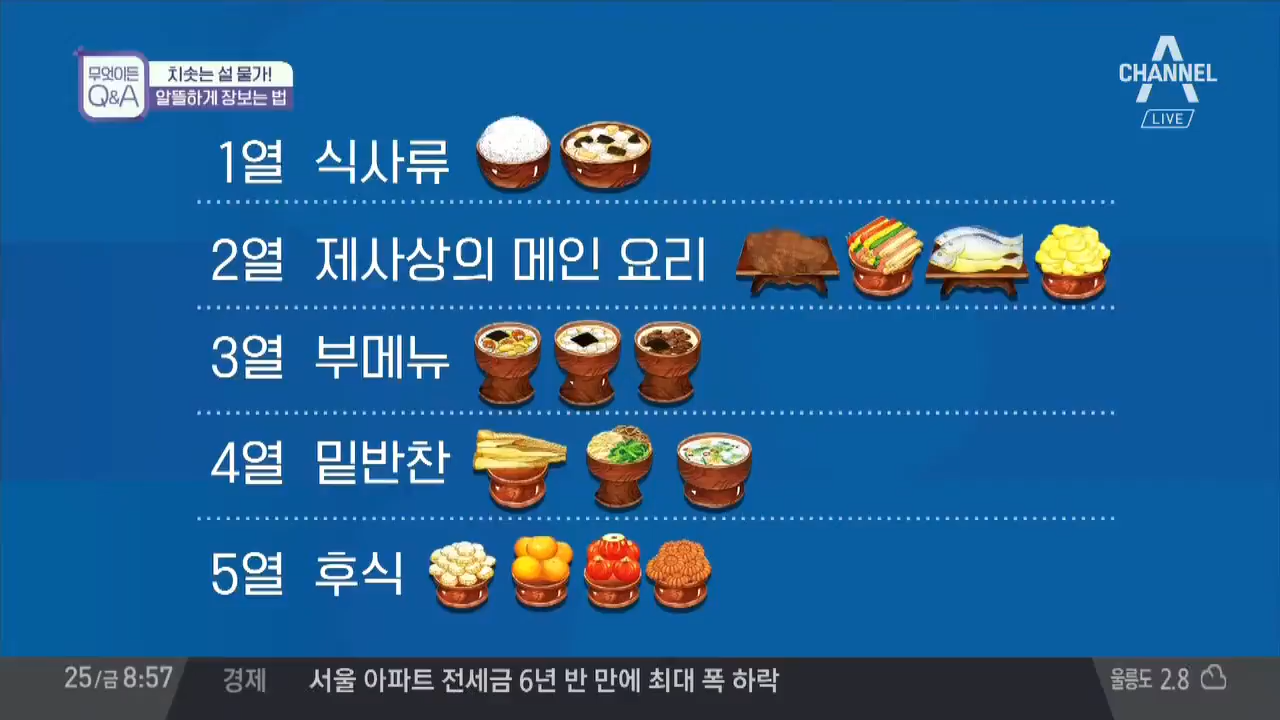 무엇이든
Q&A
치솟는 설 물가!
알뜰하게 장보는 법
CHANNEL A
LIVE
1열 식사류
2열 제사상의 메인 요리
3열 부메뉴
4열 밑반찬
5열 후식
25/금 8:57 경제 서울 아파트 전세금 6년 반 만에 최대 폭 하락 울릉도 2.8